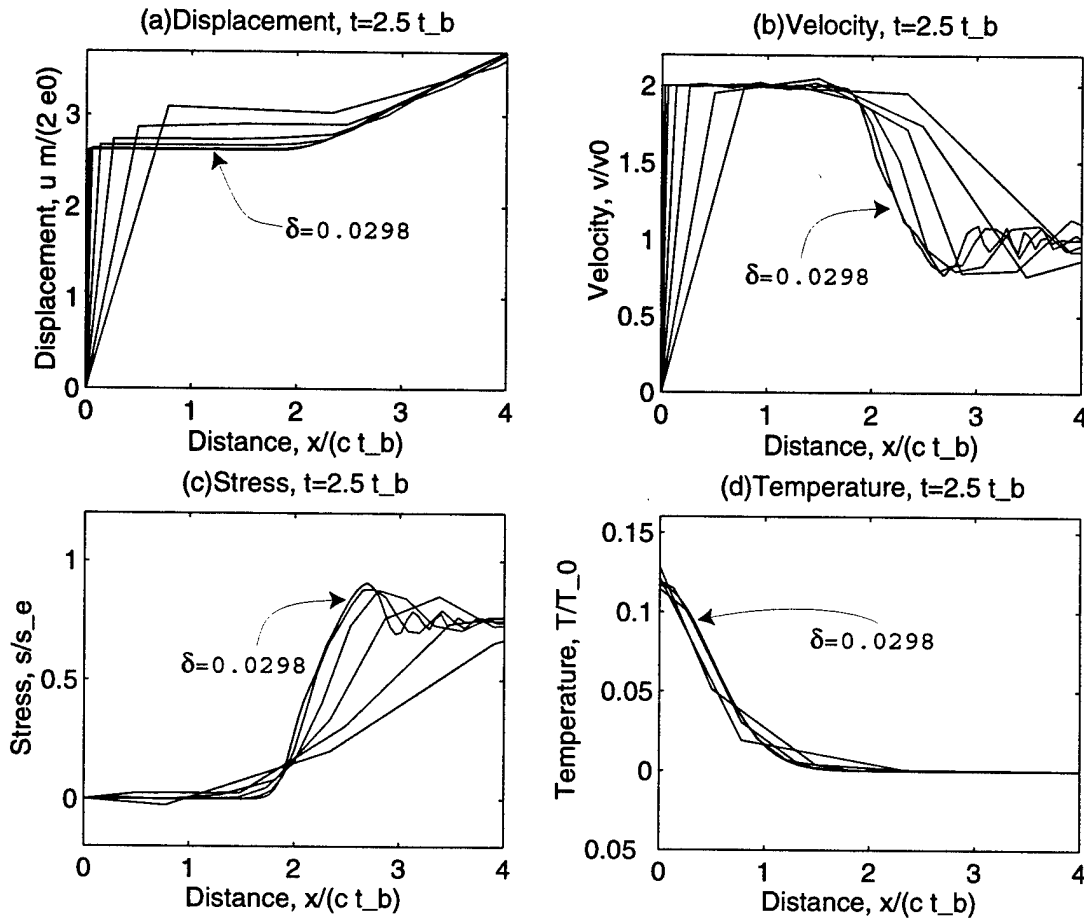 (a)Displacement, t=2.5 t_b
Displacement, u m/(2 e0)
3
2
1
0
δ=0.0298
0 1 2 3 4
Distance, x/(c t_b)
(b)Velocity, t=2.5 t_b
Velocity, v/v0
2
1.5
1
0.5
0
δ=0.0298
0 1 2 3 4
Distance, x/(c t_b)
(c)Stress, t=2.5 t_b
Stress, s/s_e
1
0.5
0
δ=0.0298
0 1 2 3 4
Distance, x/(c t_b)
(d)Temperature, t=2.5 t_b
Temperature, T/T_0
0.15
0.1
0.05
0
0.05
δ=0.0298
0 1 2 3 4
Distance, x/(c t_b)